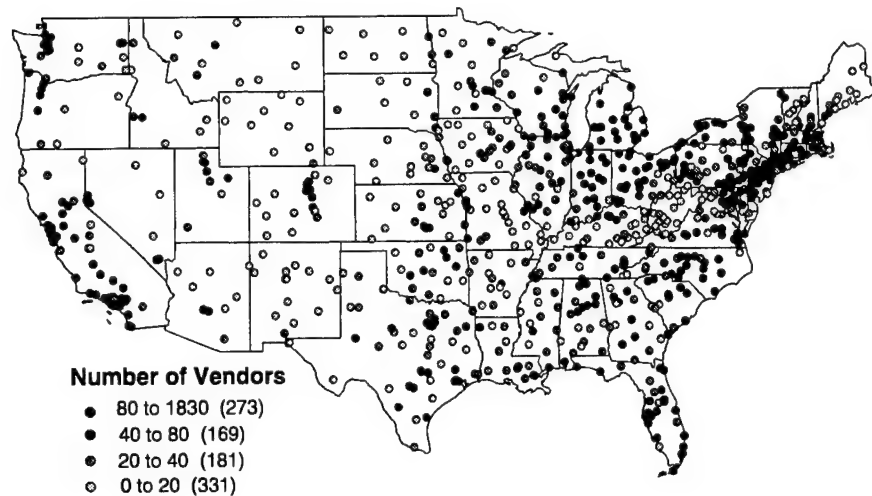 Number of Vendors
80 to 1830 (273)
40 to 80 (169)
20 to 40 (181)
0 to 20 (331)